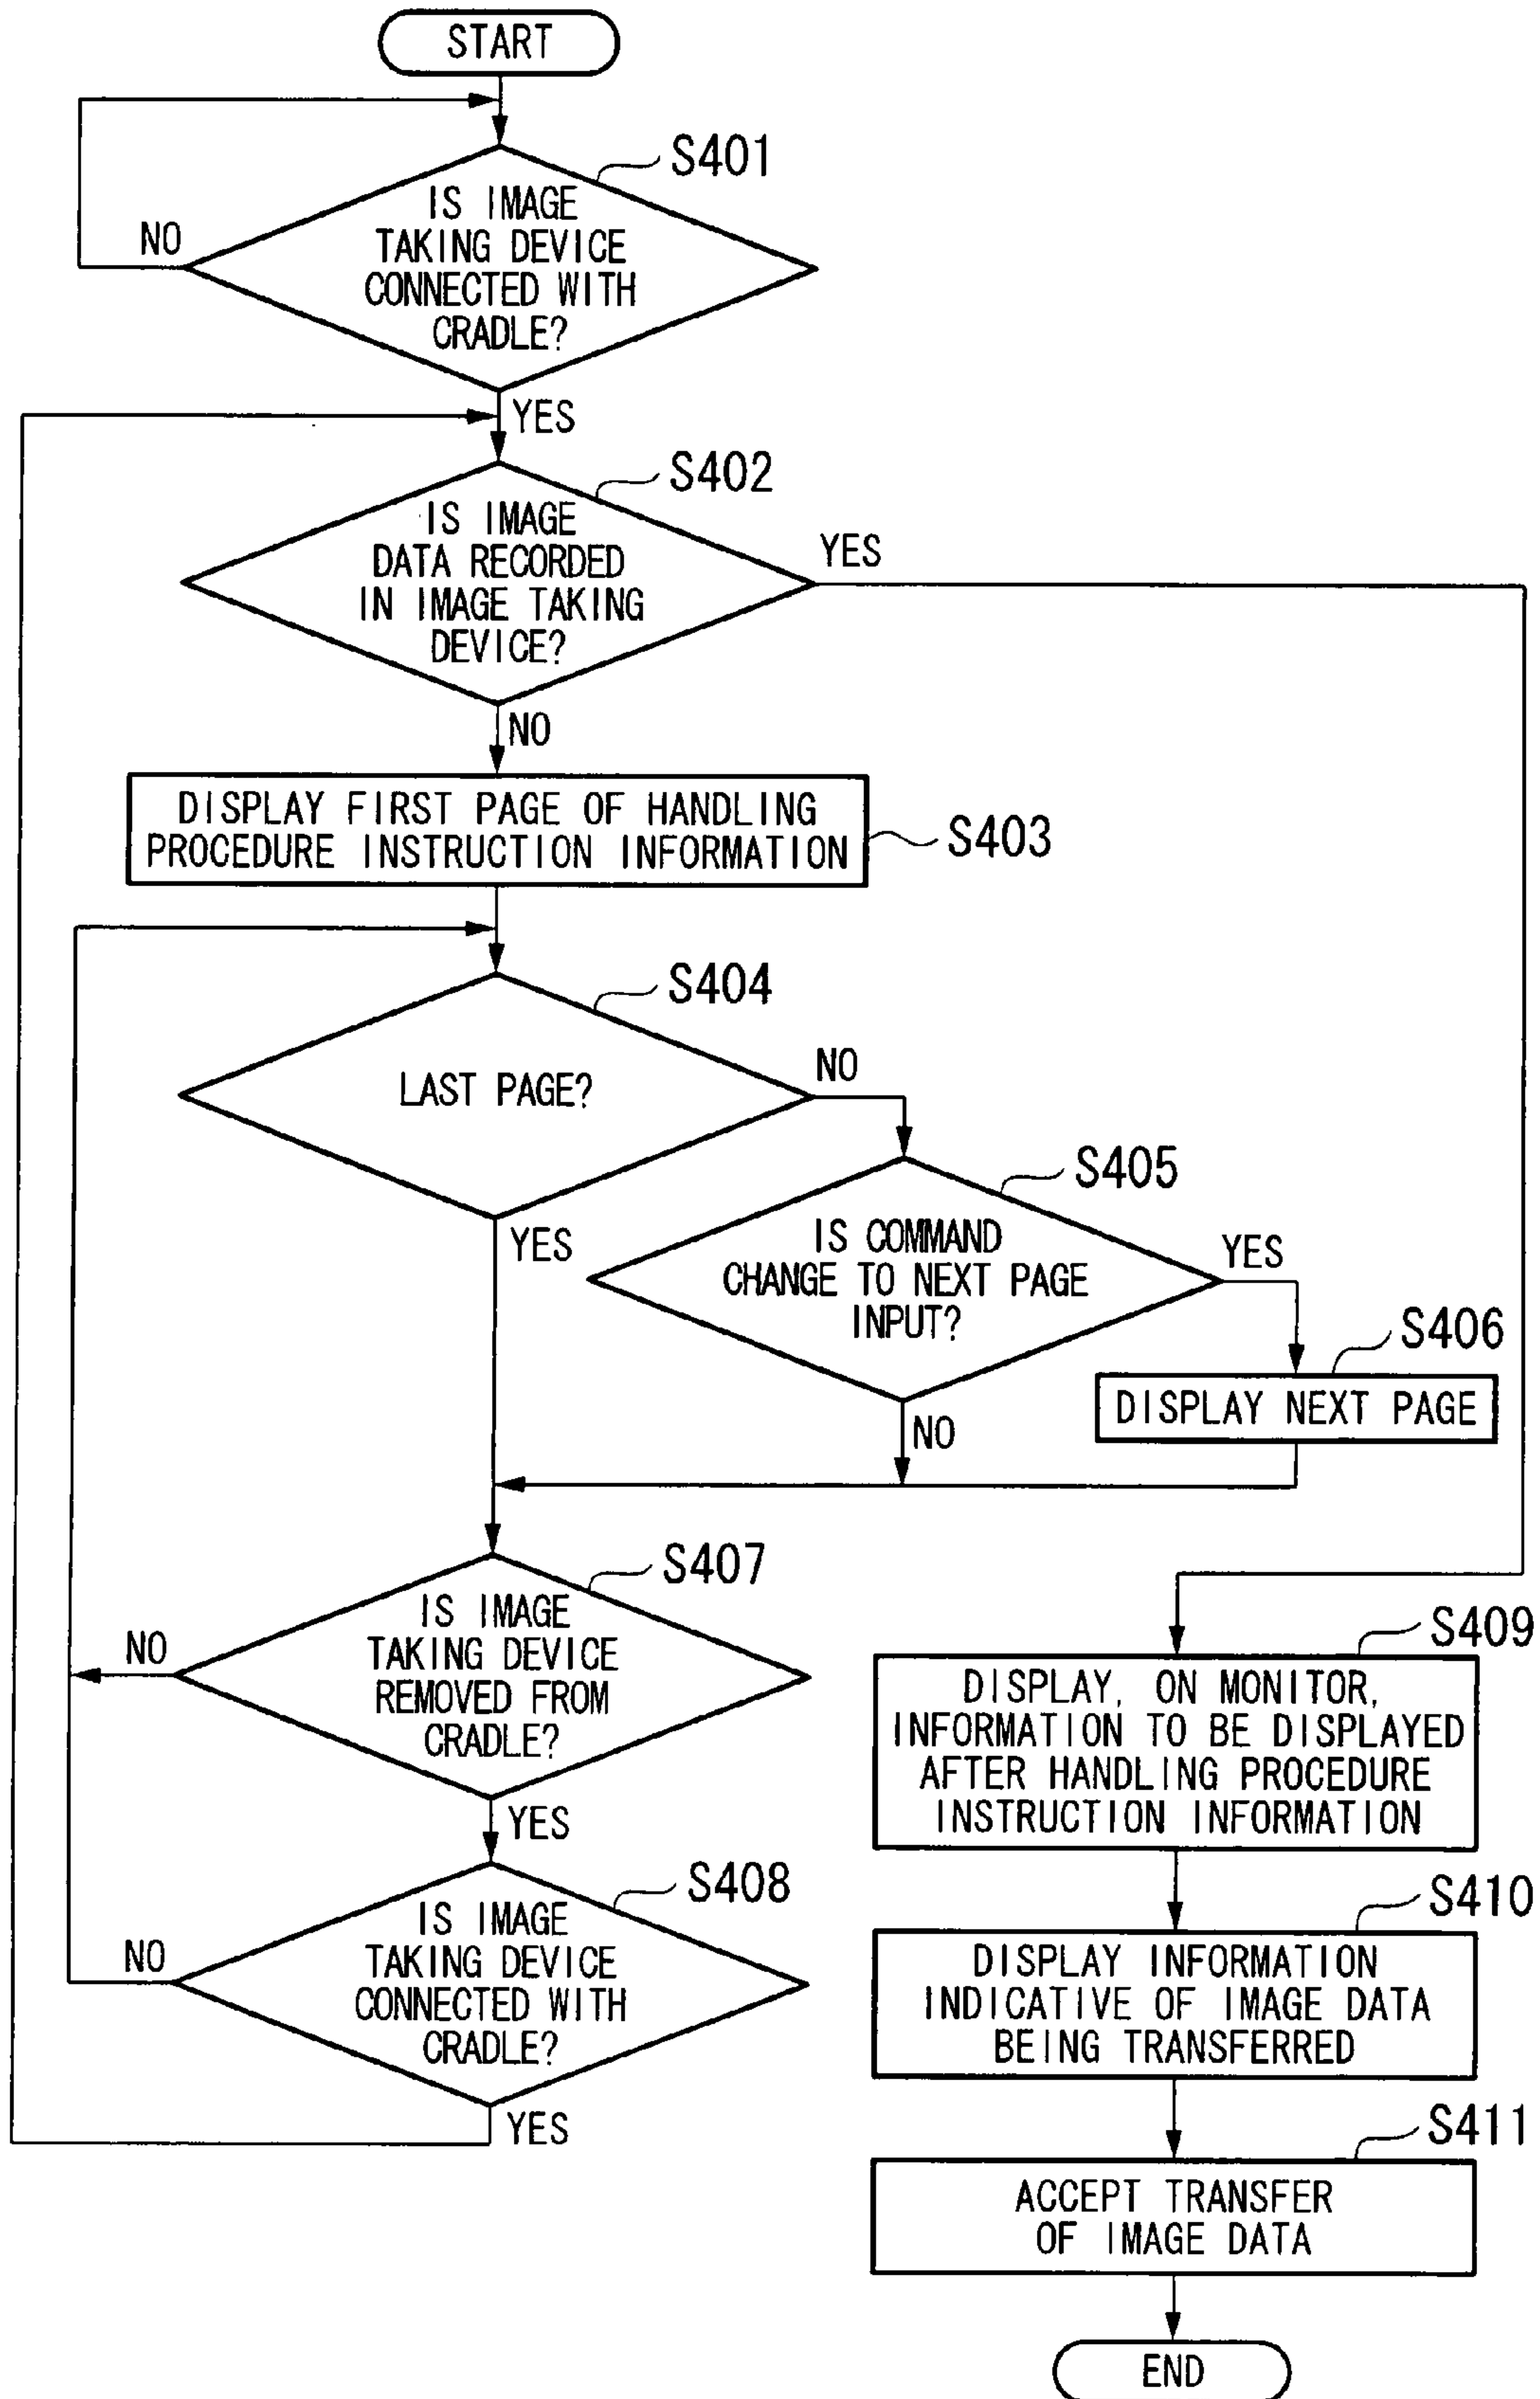 START
S401
IS IMAGE
TAKING DEVICE
CONNECTED WITH
CRADLE?
NO
YES
S402
IS IMAGE
DATA RECORDED
IN IMAGE TAKING
DEVICE?
YES
NO
DISPLAY FIRST PAGE OF HANDLING
PROCEDURE INSTRUCTION INFORMATION
S403
S404
LAST PAGE?
NO
YES
S405
IS COMMAND
CHANGE TO NEXT PAGE
INPUT?
YES
NO
S406
DISPLAY NEXT PAGE
S407
IS IMAGE
TAKING DEVICE
REMOVED FROM
CRADLE?
NO
YES
S408
IS IMAGE
TAKING DEVICE
CONNECTED WITH
CRADLE?
NO
YES
S409
DISPLAY, ON MONITOR,
INFORMATION TO BE DISPLAYED
AFTER HANDLING PROCEDURE
INSTRUCTION INFORMATION
S410
DISPLAY INFORMATION
INDICATIVE OF IMAGE DATA
BEING TRANSFERRED
S411
ACCEPT TRANSFER
OF IMAGE DATA
END